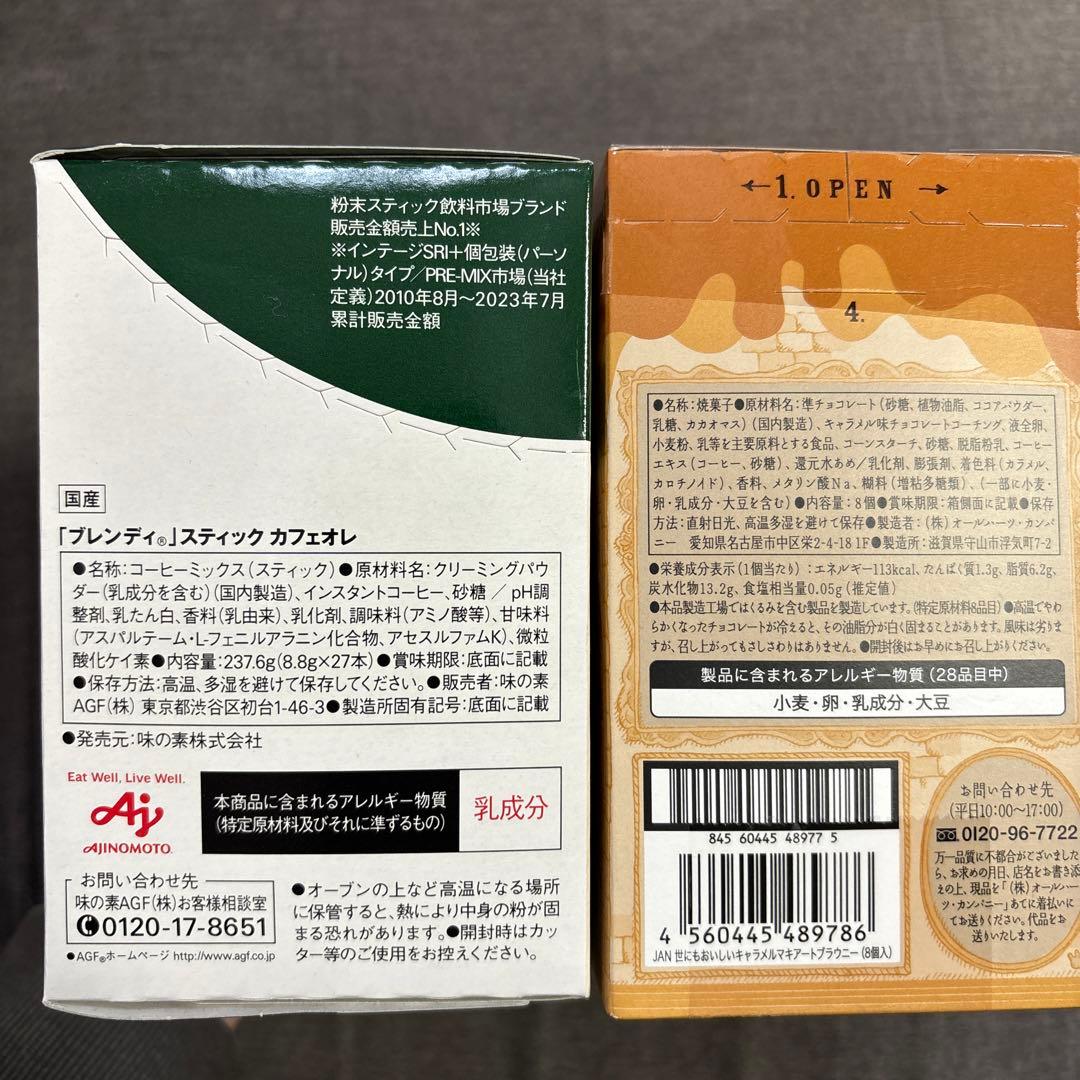 粉末スティック飲料市場ブランド
販売金額売上No.1※
※インテージSRI+個包装(パーソ
ナル)タイプ/PRE-MIX市場(当社
定義)2010年8月〜2023年7月
累計販売金額
国産
「ブレンディ®」スティック カフェオレ
●名称:コーヒーミックス(スティック)●原材料名:クリーミングパウ
ダー(乳成分を含む)(国内製造)、インスタントコーヒー、砂糖 / pH調
整剤、乳たん白、香料(乳由来)、乳化剤、調味料(アミノ酸等)、甘味料
(アスパルテーム・L-フェニルアラニン化合物、アセスルファムK)、微粒
酸化ケイ素●内容量:237.6g(8.8g×27本)●賞味期限:底面に記載
●保存方法:高温、多湿を避けて保存してください。●販売者:味の素
AGF(株) 東京都渋谷区初台1-46-3●製造所固有記号:底面に記載
●発売元:味の素株式会社
Eat Well, Live Well.
Aj
AJINOMOTO
本商品に含まれるアレルギー物質
(特定原材料及びそれに準ずるもの)
乳成分
お問い合わせ先
味の素AGF(株)お客様相談室
0120-17-8651
●AGF®ホームページ http://www.agf.co.jp
●オーブンの上など高温になる場所
に保管すると、熱により中身の粉が固
まる恐れがあります。●開封時はカッ
ター等のご使用をお控えください。
←1. OPEN→
4.
●名称:焼菓子●原材料名:準チョコレート(砂糖、植物油脂、ココアパウダー、
乳糖、カカオマス)(国内製造)、キャラメル味チョコレートコーチング、液全卵、
小麦粉、乳等を主要原料とする食品、コーンスターチ、砂糖、脱脂粉乳、コーヒー
エキス(コーヒー、砂糖)、還元水あめ/乳化剤、膨張剤、着色料(カラメル、
カロチノイド)、香料、メタリン酸Na、糊料(増粘多糖類)、(一部に小麦・
卵・乳成分・大豆を含む)●内容量:8個●賞味期限:箱側面に記載●保存
方法:直射日光、高温多湿を避けて保存●製造者:(株)オールハーツ・カンパ
ニー 愛知県名古屋市中区栄2-4-18 1F●製造所:滋賀県守山市浮気町7-2
●栄養成分表示(1個当たり):エネルギー113kcal、たんぱく質1.3g、脂質6.2g、
炭水化物13.2g、食塩相当量0.05g(推定値)
●本品製造工場ではくるみを含む製品を製造しています。(特定原材料8品目)●高温でやわ
らかくなったチョコレートが冷えると、その油脂分が白く固まることがあります。風味は劣りま
すが、召し上がってもさしさわりはありません。●開封後はお早めにお召し上がりください。
製品に含まれるアレルギー物質(28品目中)
小麦・卵・乳成分・大豆
845 60445 48977 5
4 560445 489786
JAN 世にもおいしいキャラメルマキアートブラウニー(8個入)
お問い合わせ先
(平日10:00〜17:00)
0120-96-7722
万一品質に不都合がございました
ら、お求めの月日、店名をお書き添
えの上、現品を「(株)オールハー
ツ・カンパニー」あてに着払いに
てお送りください。代品をお
送りいたします。